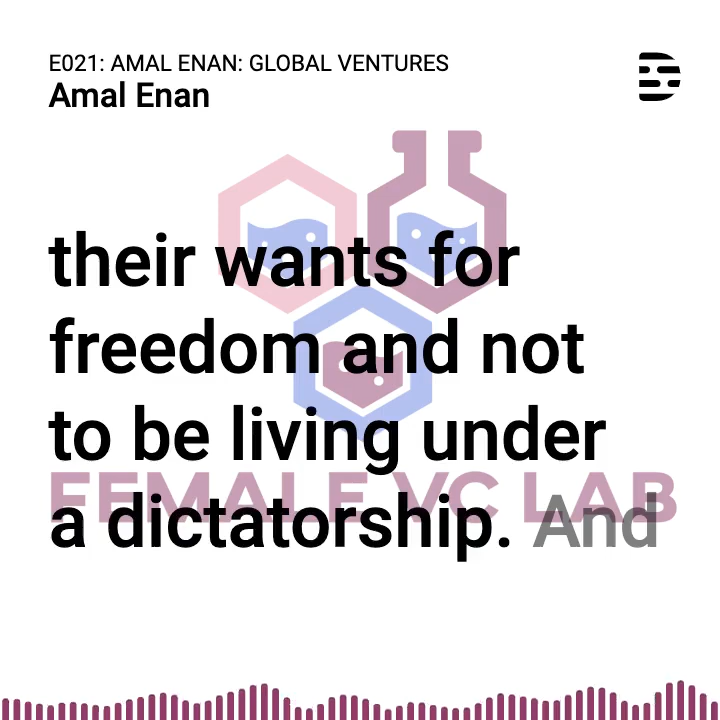 E021: AMAL ENAN: GLOBAL VENTURES
Amal Enan
their wants for
freedom and not
to be living under
FEMALE VC LAB
a dictatorship. And